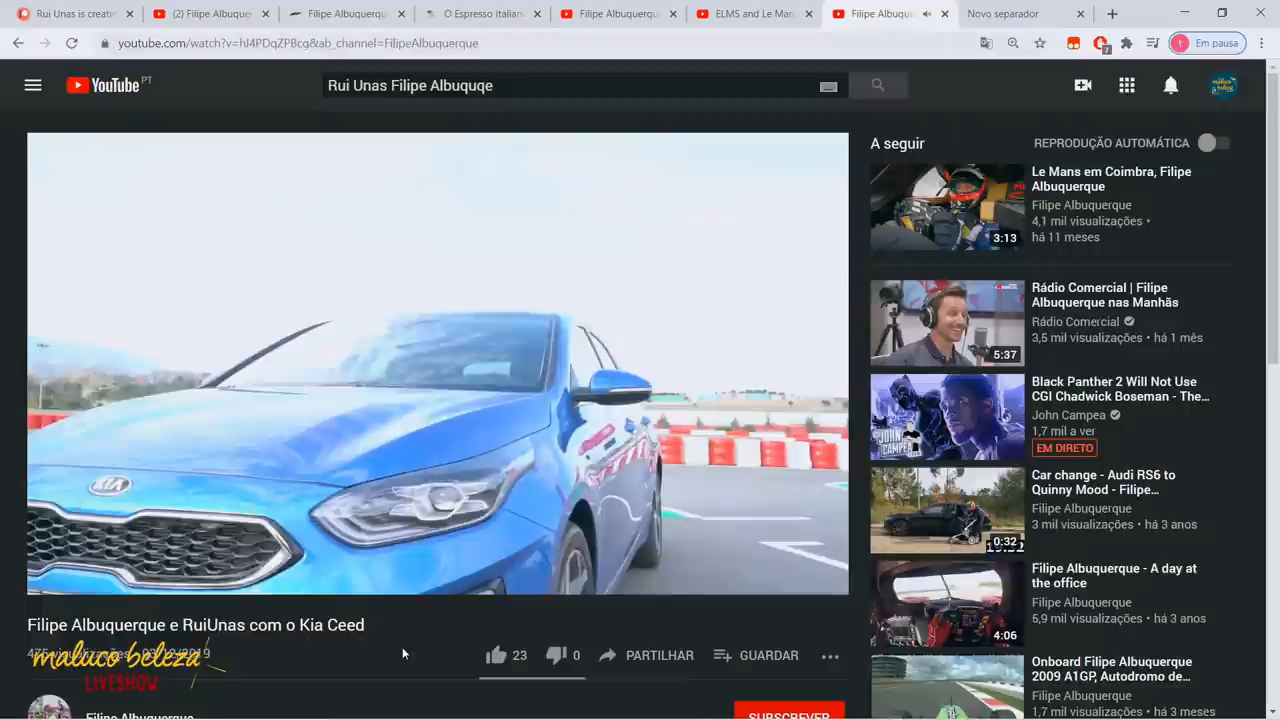 Rui Unas is creatin
(2) Filipe Albuquer
Filipe Albuquerqu
O Espresso Italian
Filipe Albuquerqu
ELMS and Le Man
Filipe Albuquer
Novo separador
youtube.com/watch?v=hI4PDqZPBcg&ab_channel=FilipeAlbuquerque
7
t
Em pausa
YouTube PT
Rui Unas Filipe Albuquqe
KIA
A seguir
REPRODUÇÃO AUTOMÁTICA
3:13
Le Mans em Coimbra, Filipe
Albuquerque
Filipe Albuquerque
4,1 mil visualizações •
há 11 meses
5:37
Rádio Comercial | Filipe
Albuquerque nas Manhãs
Rádio Comercial
3,5 mil visualizações • há 1 mês
JOHN
CAMPEA
Black Panther 2 Will Not Use
CGI Chadwick Boseman - The...
John Campea
1,7 mil a ver
EM DIRETO
0:32
Car change - Audi RS6 to
Quinny Mood - Filipe...
Filipe Albuquerque
3 mil visualizações • há 3 anos
4:06
Filipe Albuquerque - A day at
the office
Filipe Albuquerque
5,9 mil visualizações • há 3 anos
Onboard Filipe Albuquerque
2009 A1GP, Autodromo de...
Filipe Albuquerque
1,7 mil visualizações • há 3 meses
Filipe Albuquerque e RuiUnas com o Kia Ceed
maluco beleza
LIVESHOW
23
0
PARTILHAR
GUARDAR
Filipe Albuquerque
SUBSCREVER